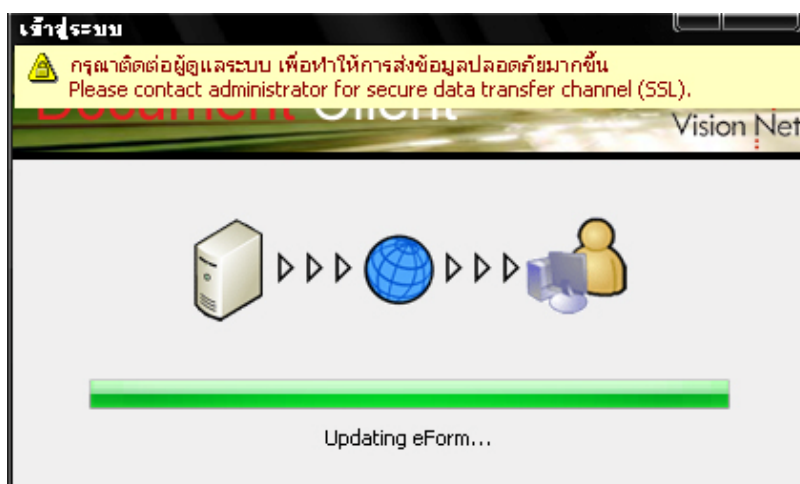 เข้าสู่ระบบ
กรุณาติดต่อผู้ดูแลระบบ เพื่อทำให้การส่งข้อมูลปลอดภัยมากขึ้น
Please contact administrator for secure data transfer channel (SSL).
Document Client
Vision Net
Updating eForm...